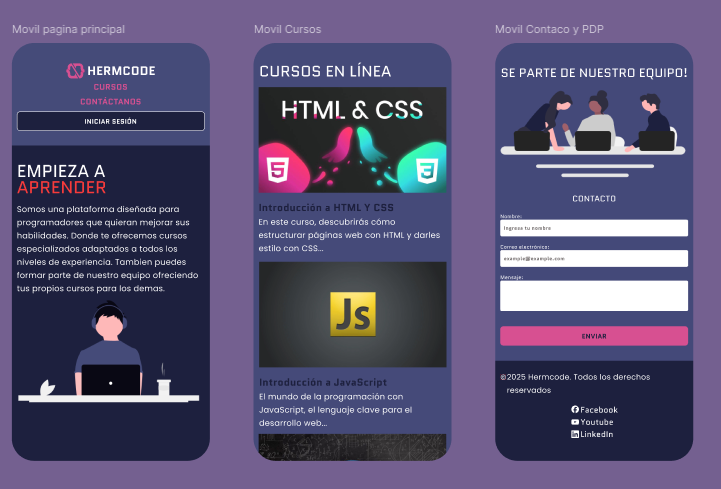 Movil pagina principal
HERMCODE
CURSOS
CONTÁCTANOS
INICIAR SESIÓN
EMPIEZA A
APRENDER
Somos una plataforma diseñada para
programadores que quieran mejorar sus
habilidades. Donde te ofrecemos cursos
especializados adaptados a todos los
niveles de experiencia. Tambien puedes
formar parte de nuestro equipo ofreciendo
tus propios cursos para los demas.
Movil Cursos
CURSOS EN LÍNEA
HTML & CSS
5
3
Introducción a HTML Y CSS
En este curso, descubrirás cómo
estructurar páginas web con HTML y darles
estilo con CSS...
Js
Introducción a JavaScript
El mundo de la programación con
JavaScript, el lenguaje clave para el
desarrollo web...
Movil Contaco y PDP
SE PARTE DE NUESTRO EQUIPO!
CONTACTO
Nombre:
Ingresa tu nombre
Correo electrónico:
example@example.com
Mensaje:
ENVIAR
©2025 Hermcode. Todos los derechos
reservados
Facebook
Youtube
LinkedIn